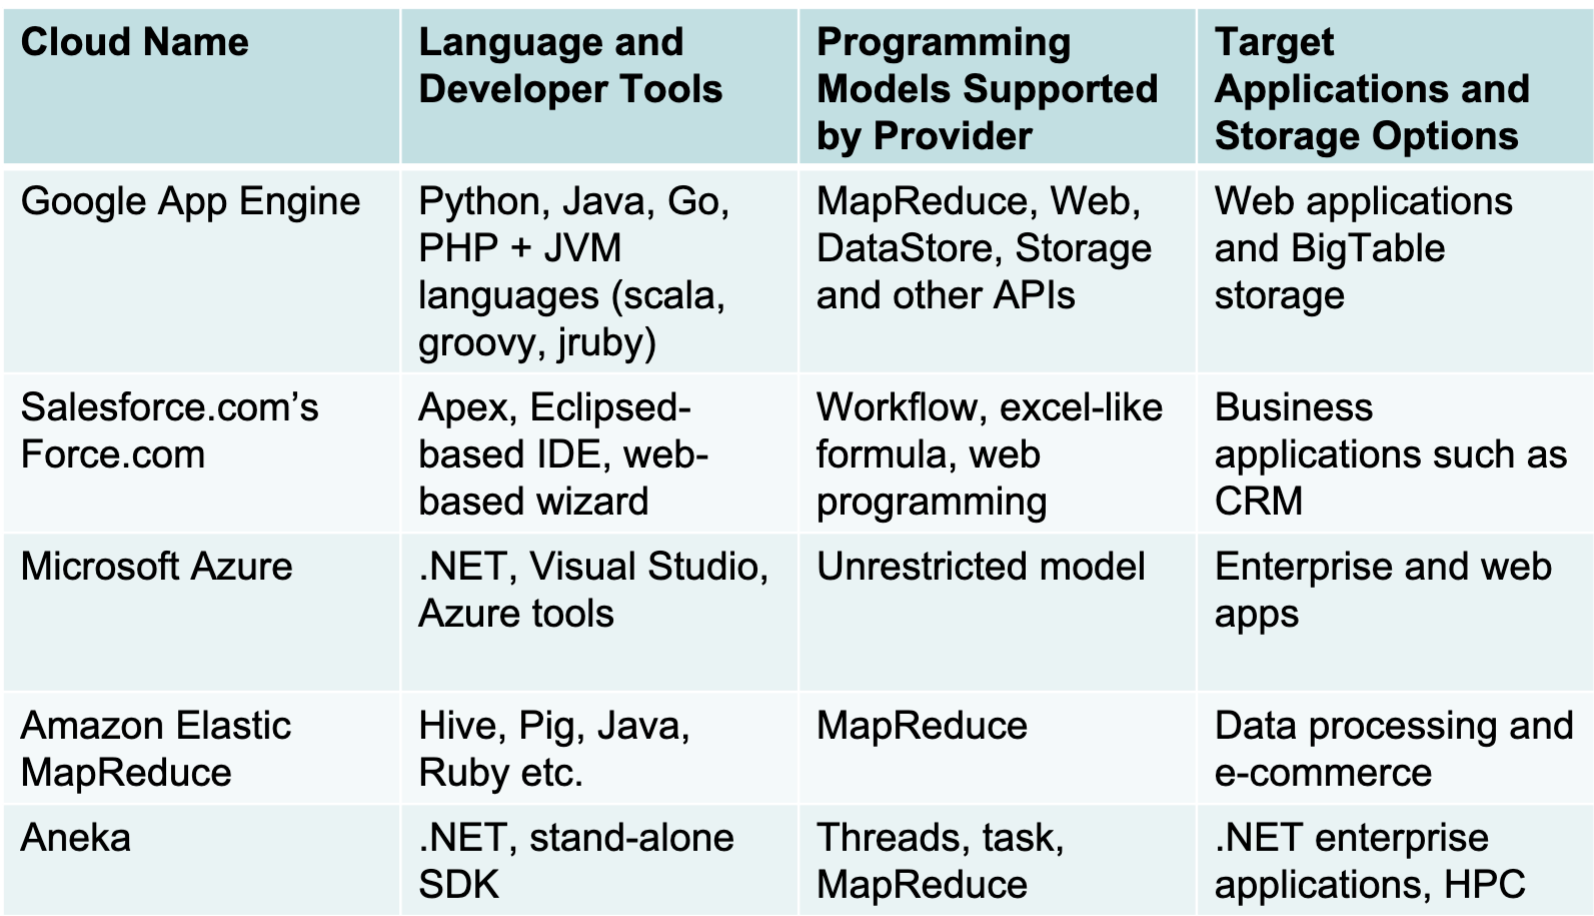 Cloud Name
Language and
Developer Tools
Programming
Models Supported
by Provider
Target
Applications and
Storage Options
Google App Engine
Python, Java, Go,
PHP + JVM
languages (scala,
groovy, jruby)
MapReduce, Web,
DataStore, Storage
and other APIs
Web applications
and BigTable
storage
Salesforce.com’s
Force.com
Apex, Eclipsed-
based IDE, web-
based wizard
Workflow, excel-like
formula, web
programming
Business
applications such as
CRM
Microsoft Azure
.NET, Visual Studio,
Azure tools
Unrestricted model
Enterprise and web
apps
Amazon Elastic
MapReduce
Hive, Pig, Java,
Ruby etc.
MapReduce
Data processing and
e-commerce
Aneka
.NET, stand-alone
SDK
Threads, task,
MapReduce
.NET enterprise
applications, HPC